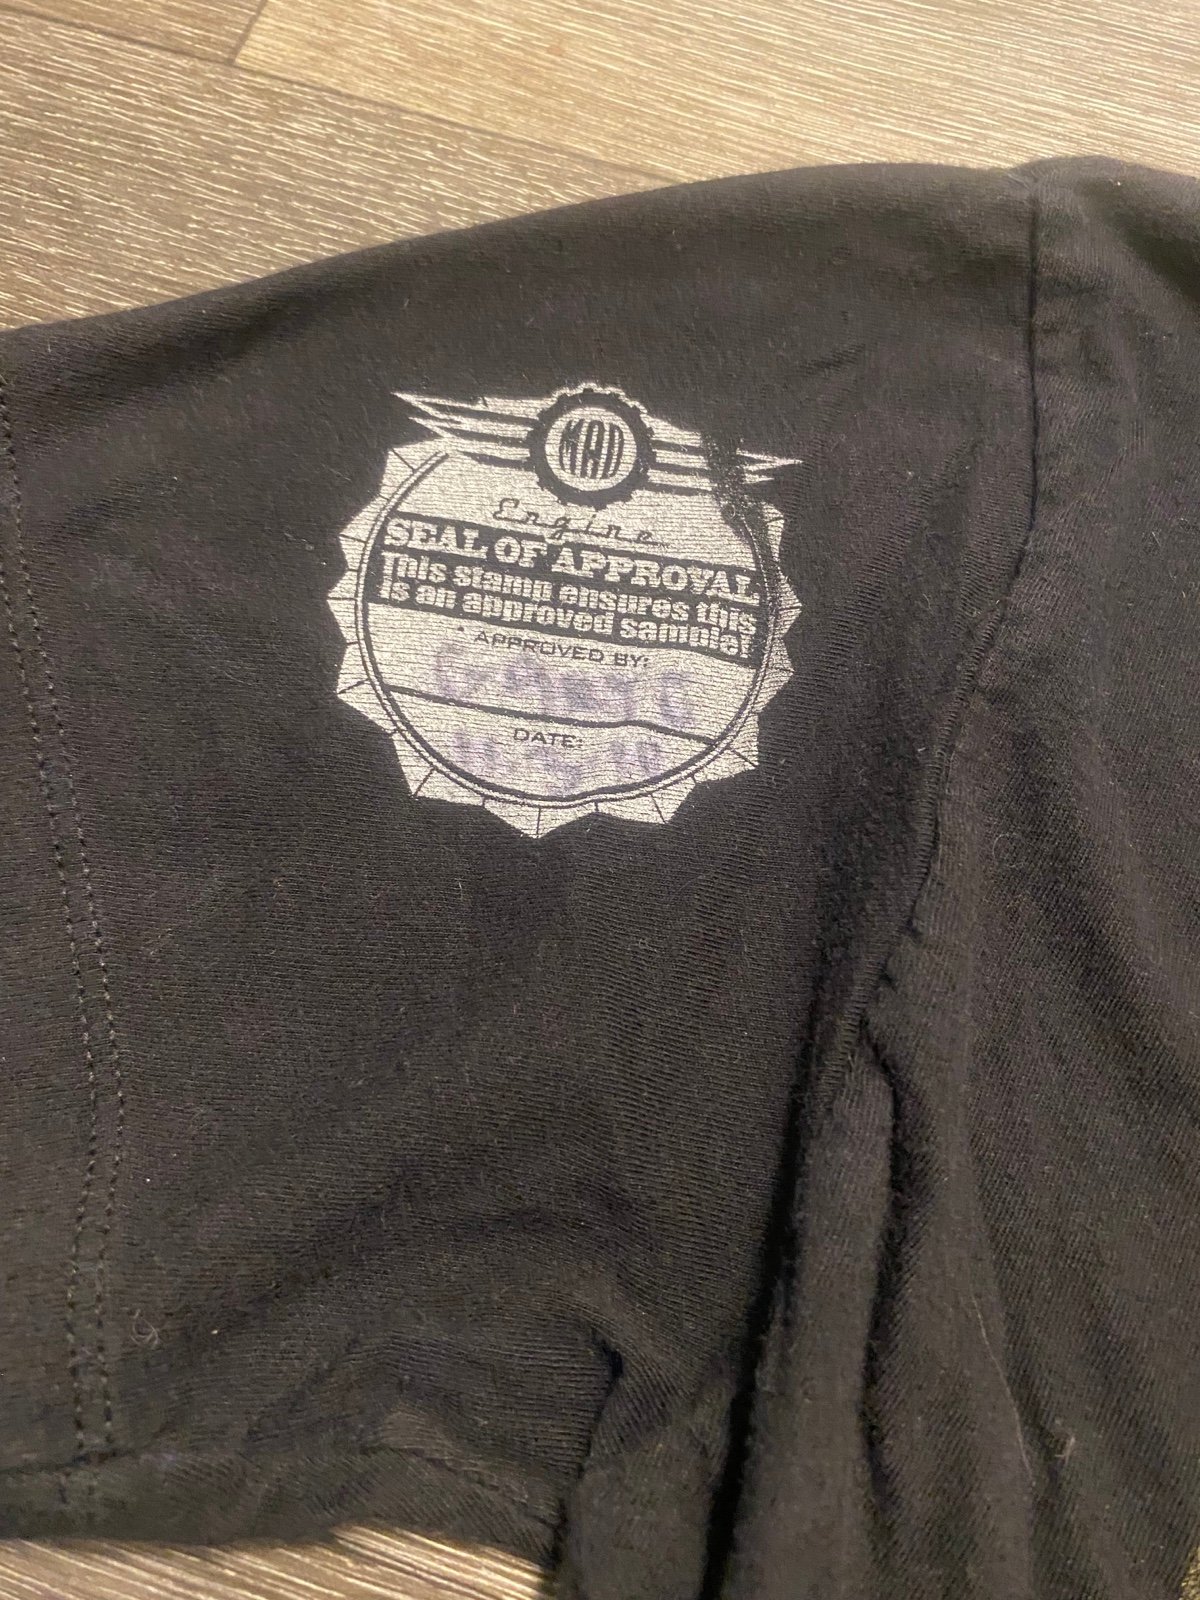 MAD
Engine
SEAL OF APPROVAL
This stamp ensures this
is an approved sample!
* APPROVED BY:
DATE: